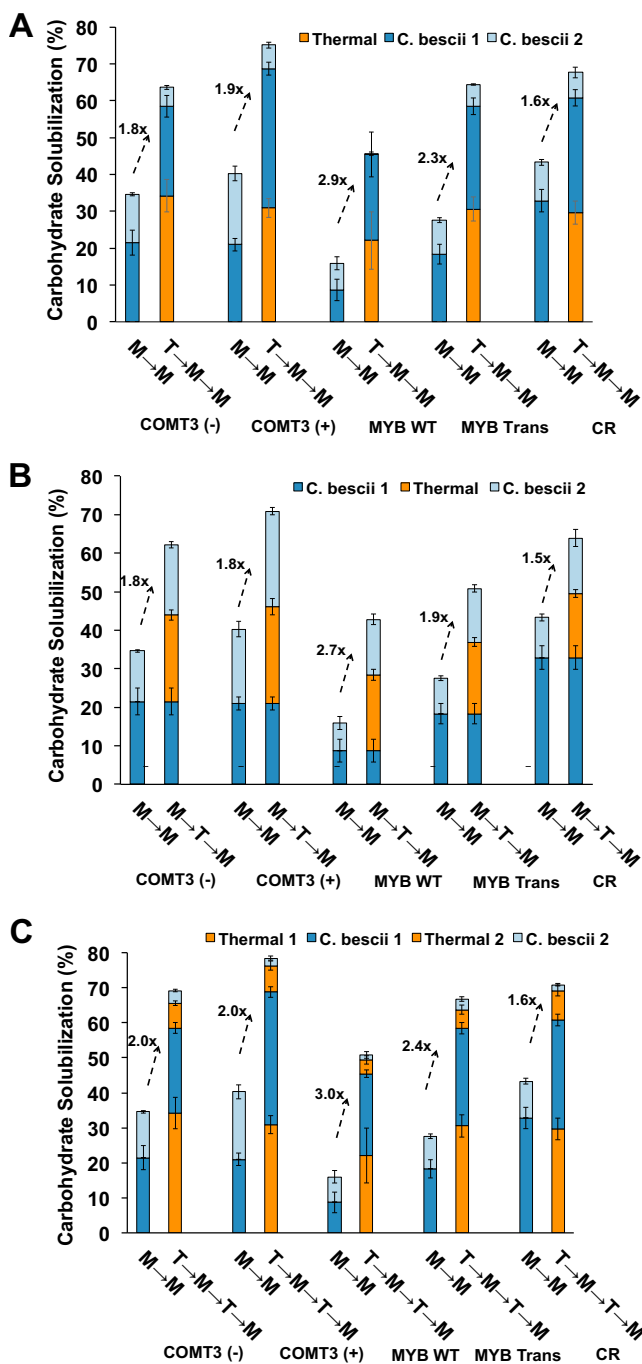 A
Thermal C. bescii 1 C. bescii 2
Carbohydrate Solubilization (%)
80
70
60
50
40
30
20
10
0
1.8x
1.9x
2.9x
2.3x
1.6x
M→M
T→M→M
M→M
T→M→M
M→M
T→M→M
M→M
T→M→M
M→M
T→M→M
COMT3 (-) COMT3 (+) MYB WT MYB Trans CR
B
C. bescii 1 Thermal C. bescii 2
Carbohydrate Solubilization (%)
80
70
60
50
40
30
20
10
0
1.8x
1.8x
2.7x
1.9x
1.5x
M→M
M→T→M
M→M
M→T→M
M→M
M→T→M
M→M
M→T→M
M→M
M→T→M
COMT3 (-) COMT3 (+) MYB WT MYB Trans CR
C
Thermal 1 C. bescii 1 Thermal 2 C. bescii 2
Carbohydrate Solubilization (%)
80
70
60
50
40
30
20
10
0
2.0x
2.0x
3.0x
2.4x
1.6x
M→M
T→M→T→M
M→M
T→M→T→M
M→M
T→M→T→M
M→M
T→M→T→M
M→M
T→M→T→M
COMT3 (-) COMT3 (+) MYB WT MYB Trans CR